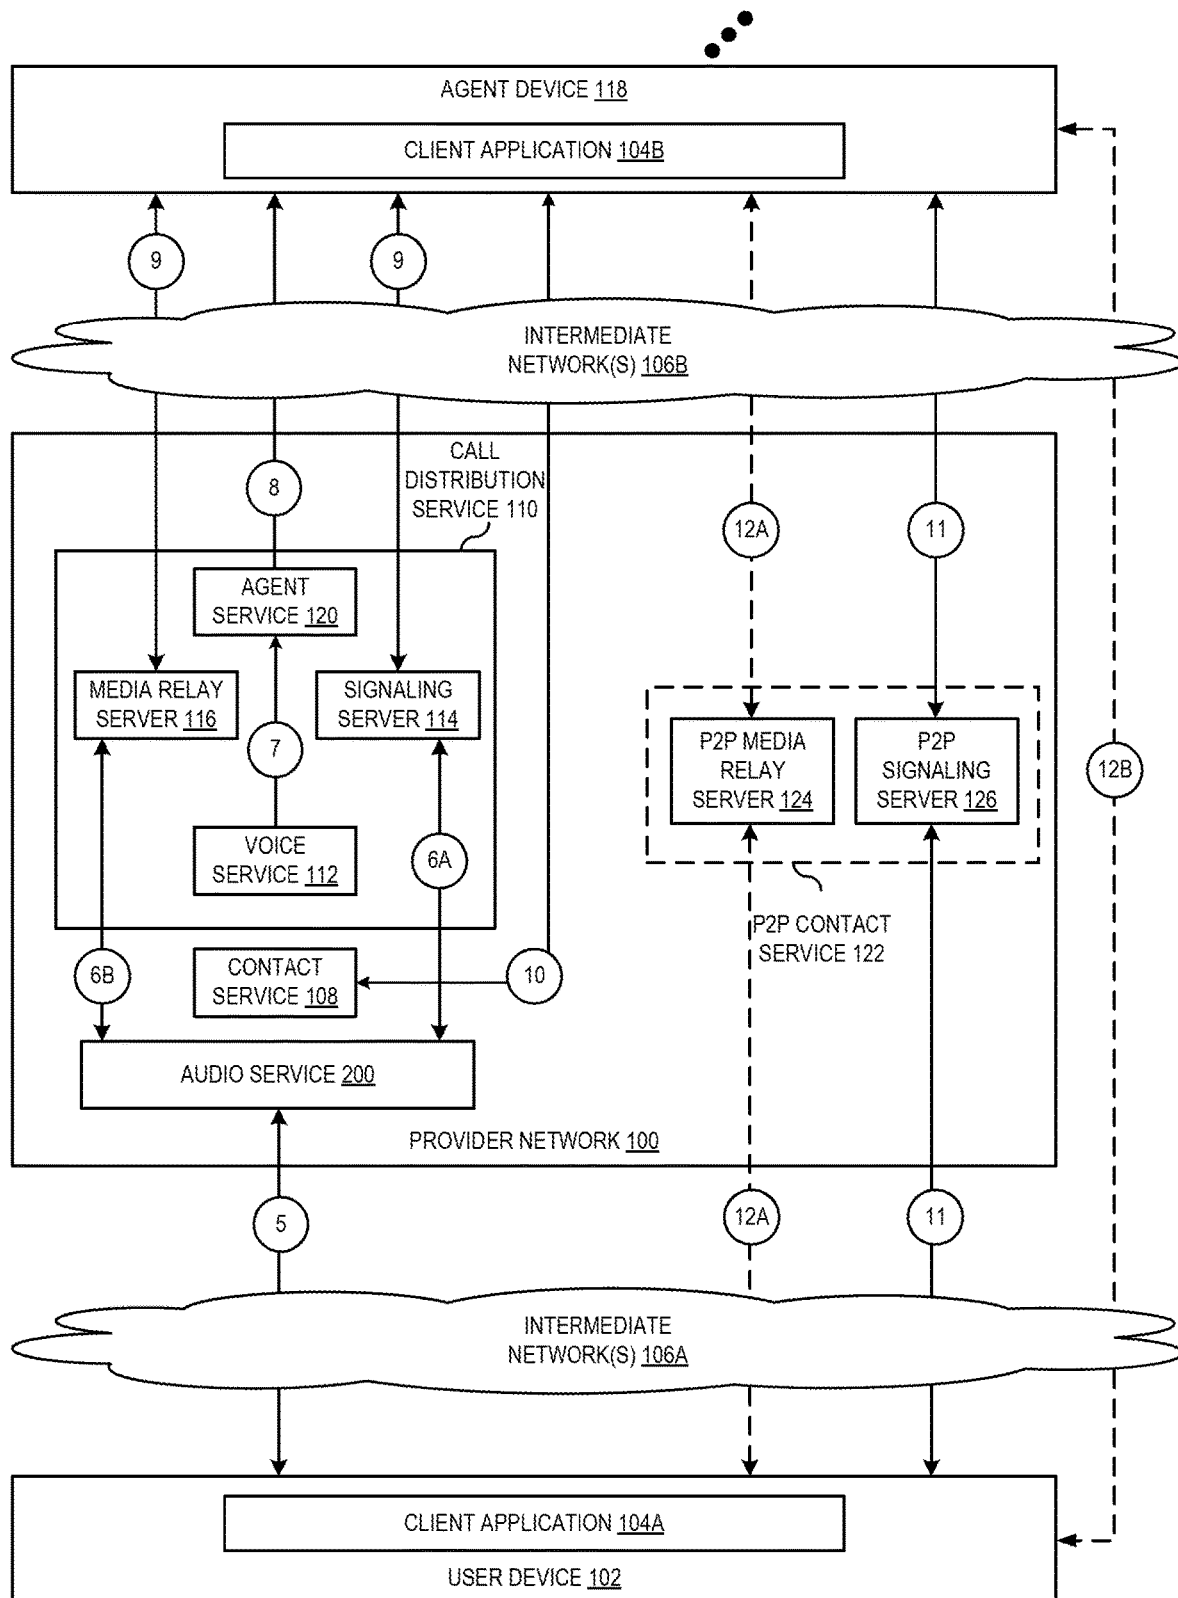 AGENT DEVICE 118
CLIENT APPLICATION 104B
9
9
INTERMEDIATE
NETWORK(S) 106B
CALL
DISTRIBUTION
SERVICE 110
8
12A
11
AGENT
SERVICE 120
MEDIA RELAY
SERVER 116
SIGNALING
SERVER 114
7
P2P MEDIA
RELAY
SERVER 124
P2P
SIGNALING
SERVER 126
12B
VOICE
SERVICE 112
6A
P2P CONTACT
SERVICE 122
6B
CONTACT
SERVICE 108
10
AUDIO SERVICE 200
PROVIDER NETWORK 100
5
12A
11
INTERMEDIATE
NETWORK(S) 106A
CLIENT APPLICATION 104A
USER DEVICE 102